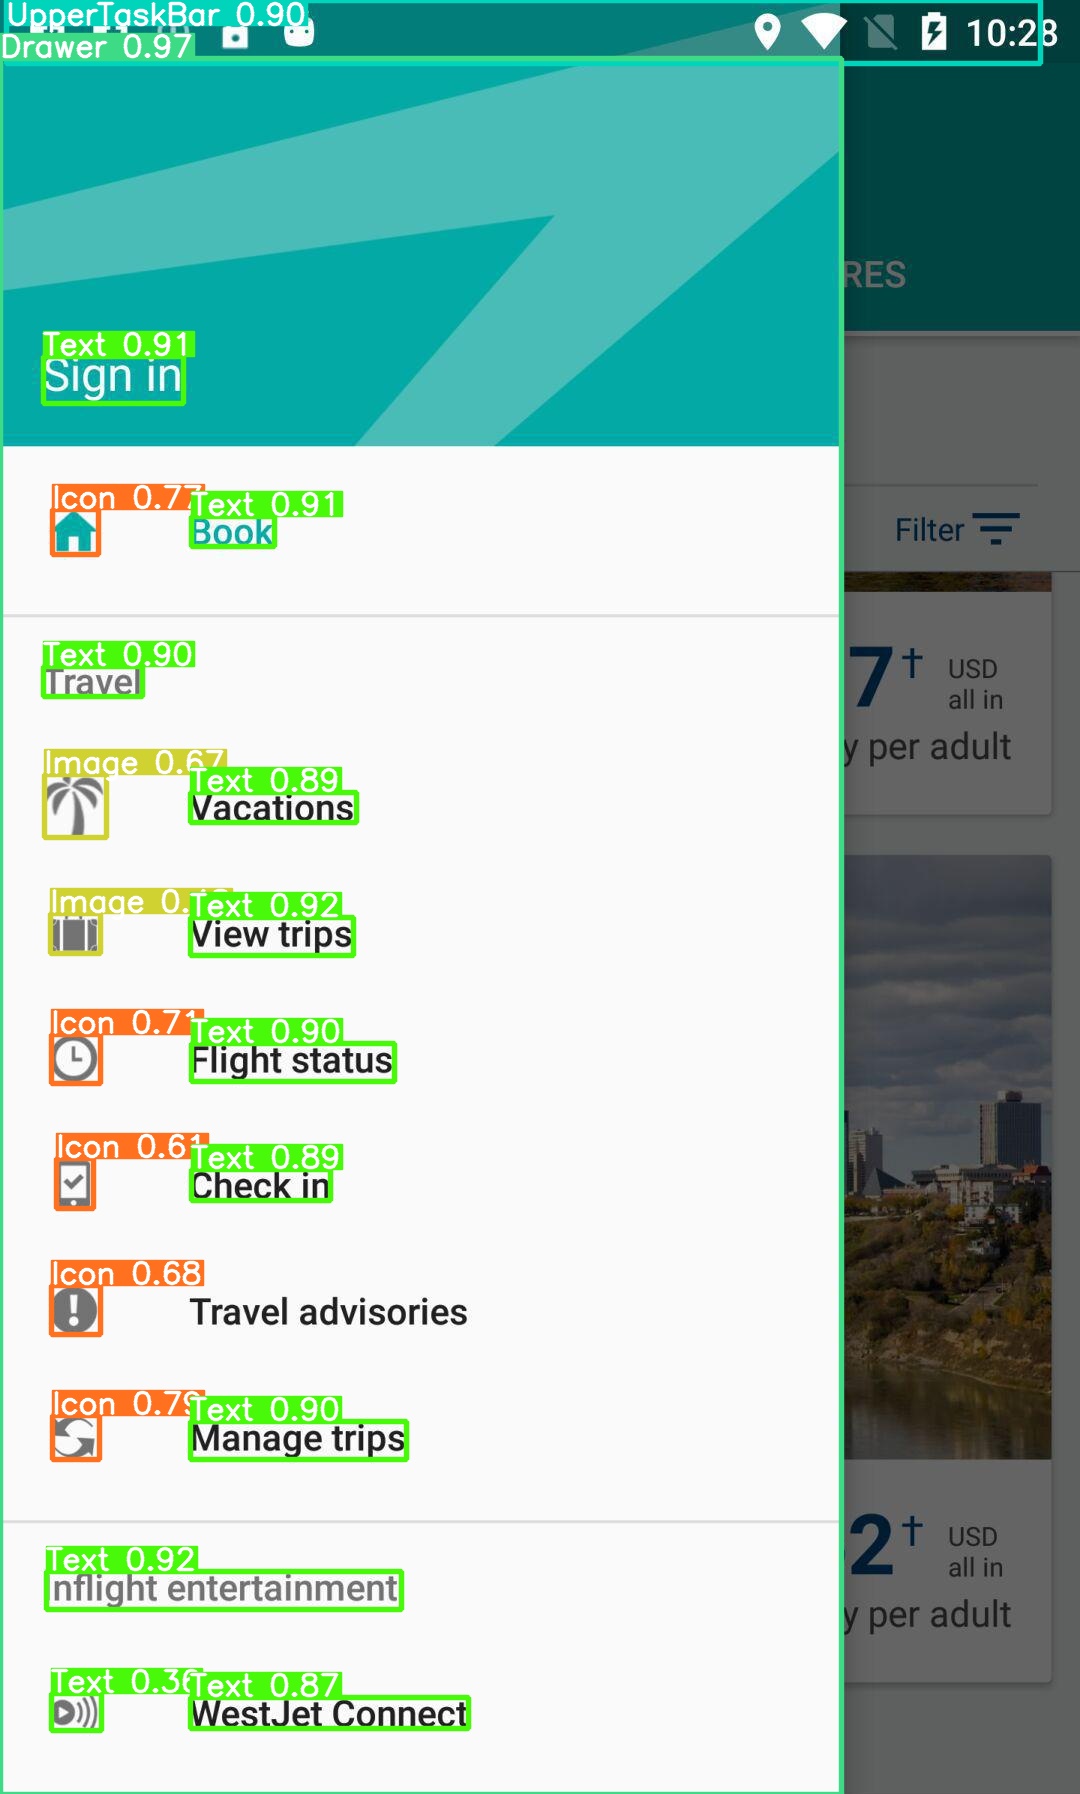 UpperTaskBar 0.90
10:28
Drawer 0.97
RES
Text 0.91
Sign in
Icon 0.77
Text 0.91
Book
Filter
Text 0.90
Travel
7† USD
all in
y per adult
Image 0.67
Text 0.89
Vacations
Image 0.
Text 0.92
View trips
Icon 0.71
Text 0.90
Flight status
Icon 0.61
Text 0.89
Check in
Icon 0.68
Travel advisories
Icon 0.79
Text 0.90
Manage trips
2† USD
all in
y per adult
Text 0.92
nflight entertainment
Text 0.36
Text 0.87
WestJet Connect